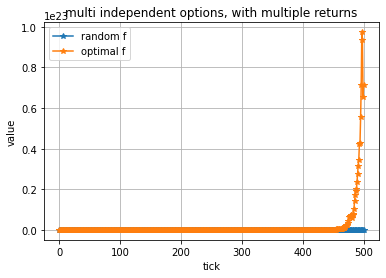 multi independent options, with multiple returns
1e23
random f
optimal f
1.0
0.8
0.6
0.4
0.2
0.0
value
0 100 200 300 400 500
tick